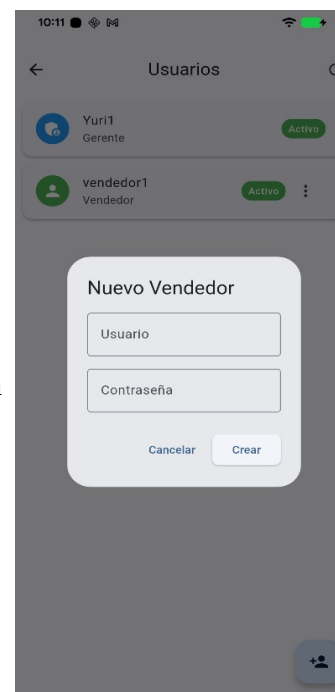 10:11
Usuarios
Yuri1
Gerente
Activo
vendedor1
Vendedor
Activo
Nuevo Vendedor
Usuario
Contraseña
Cancelar
Crear